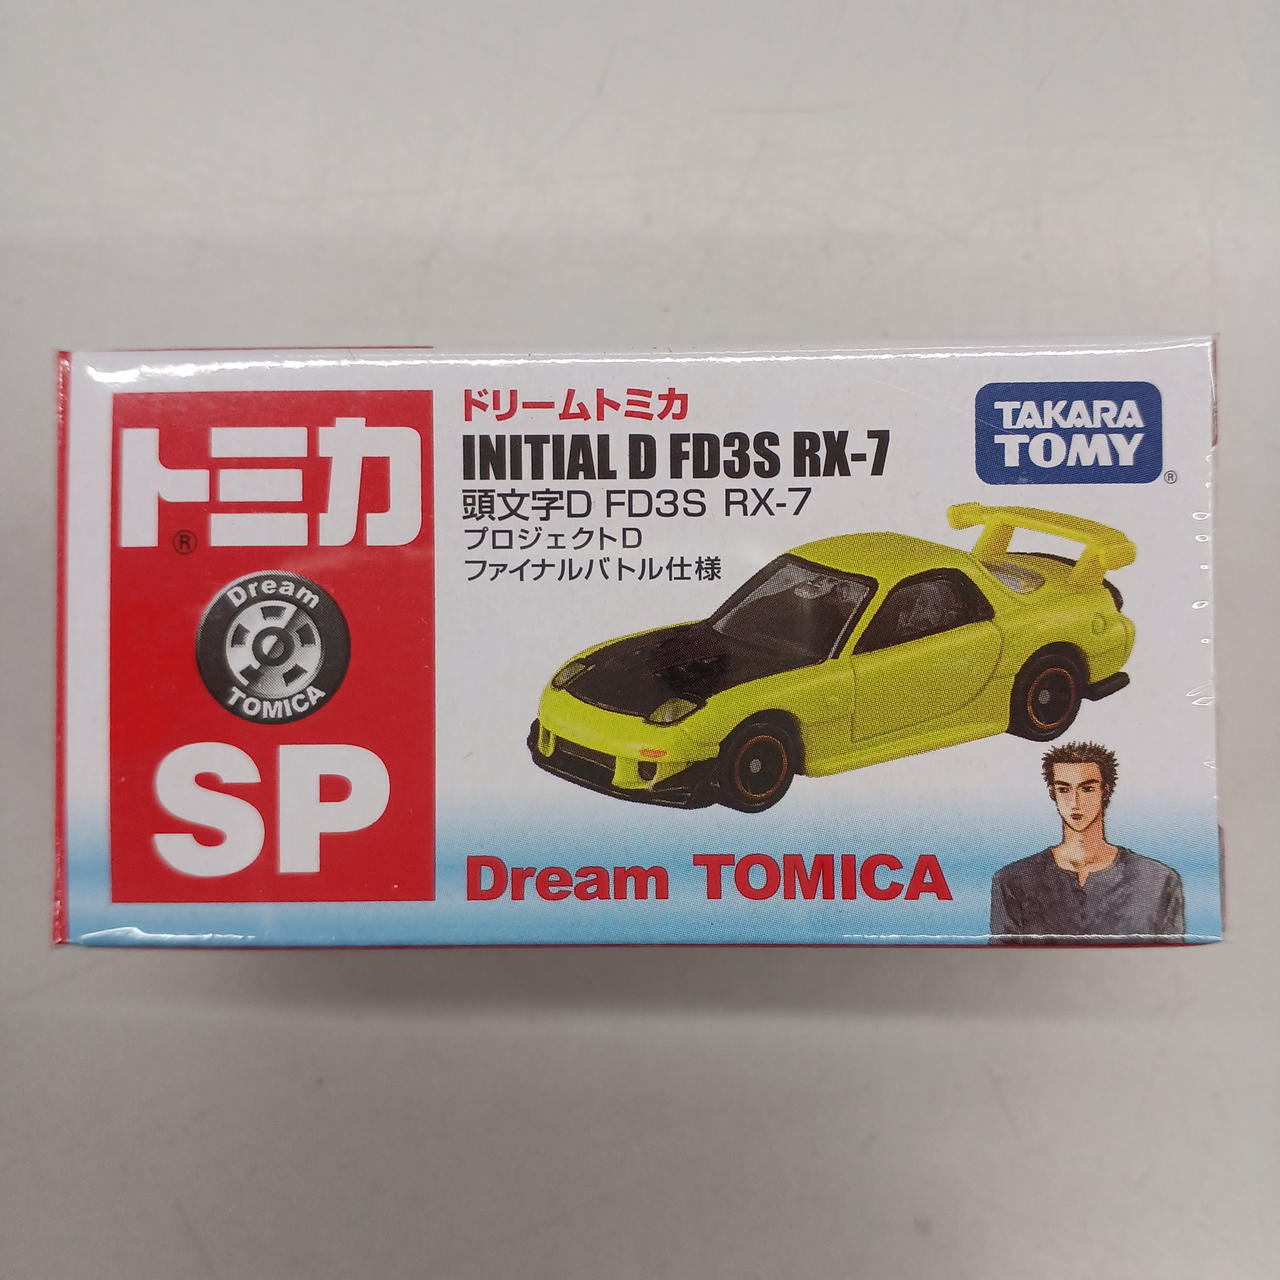 トミカ
®
Dream
TOMICA
SP
ドリームトミカ
INITIAL D FD3S RX-7
頭文字D FD3S RX-7
プロジェクトD
ファイナルバトル仕様
TAKARA
TOMY
®
Dream TOMICA